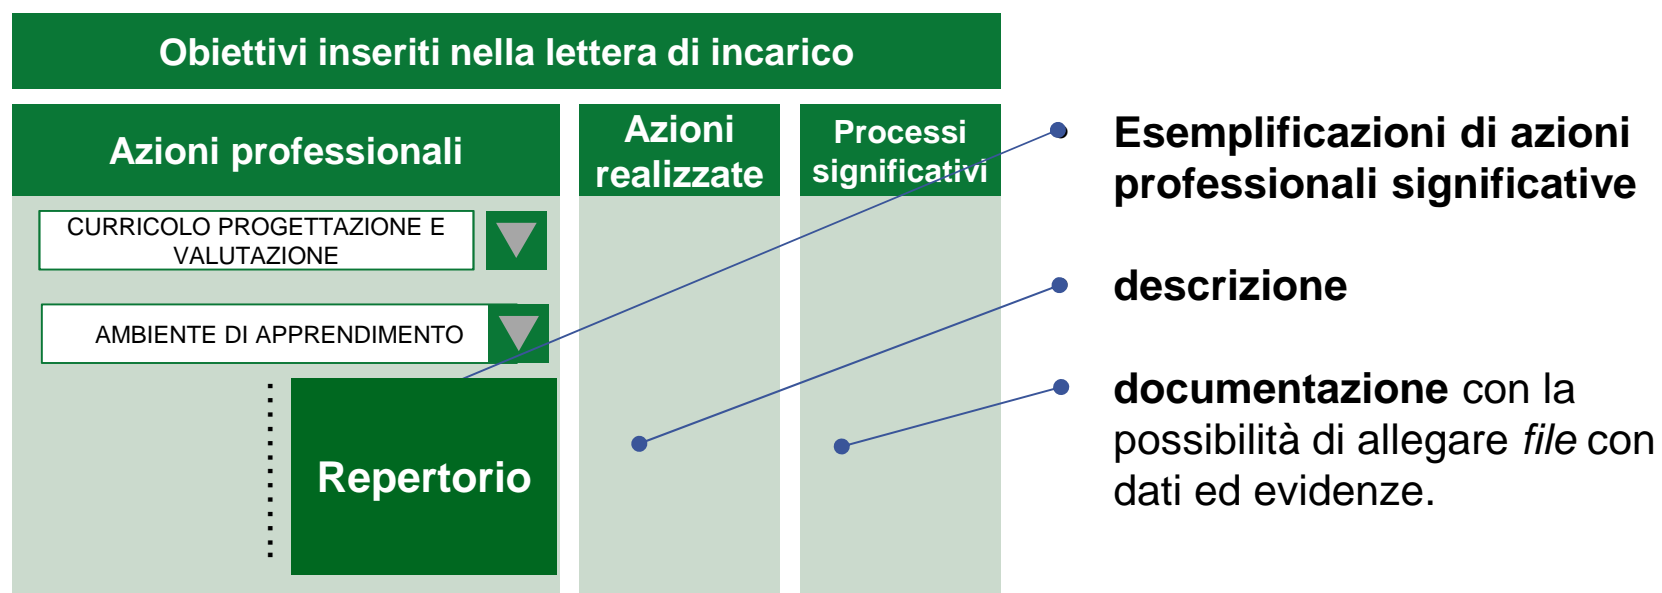 Obiettivi inseriti nella lettera di incarico
Azioni professionali
Azioni
realizzate
Processi
significativi
CURRICOLO PROGETTAZIONE E
VALUTAZIONE
AMBIENTE DI APPRENDIMENTO
Repertorio
Esemplificazioni di azioni
professionali significative
descrizione
documentazione con la
possibilità di allegare file con
dati ed evidenze.